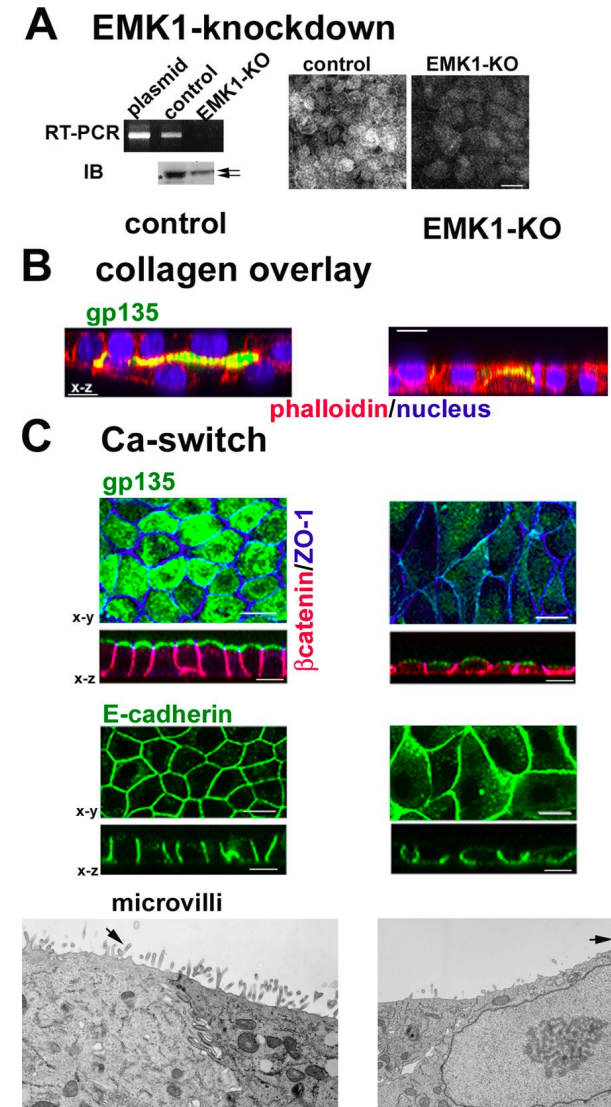 A EMK1-knockdown
plasmid
control
EMK1-KO
RT-PCR
IB
*
control EMK1-KO
control EMK1-KO
B collagen overlay
gp135
x-z
phalloidin/nucleus
C Ca-switch
gp135
x-y
x-z
βcatenin/ZO-1
E-cadherin
x-y
x-z
microvilli